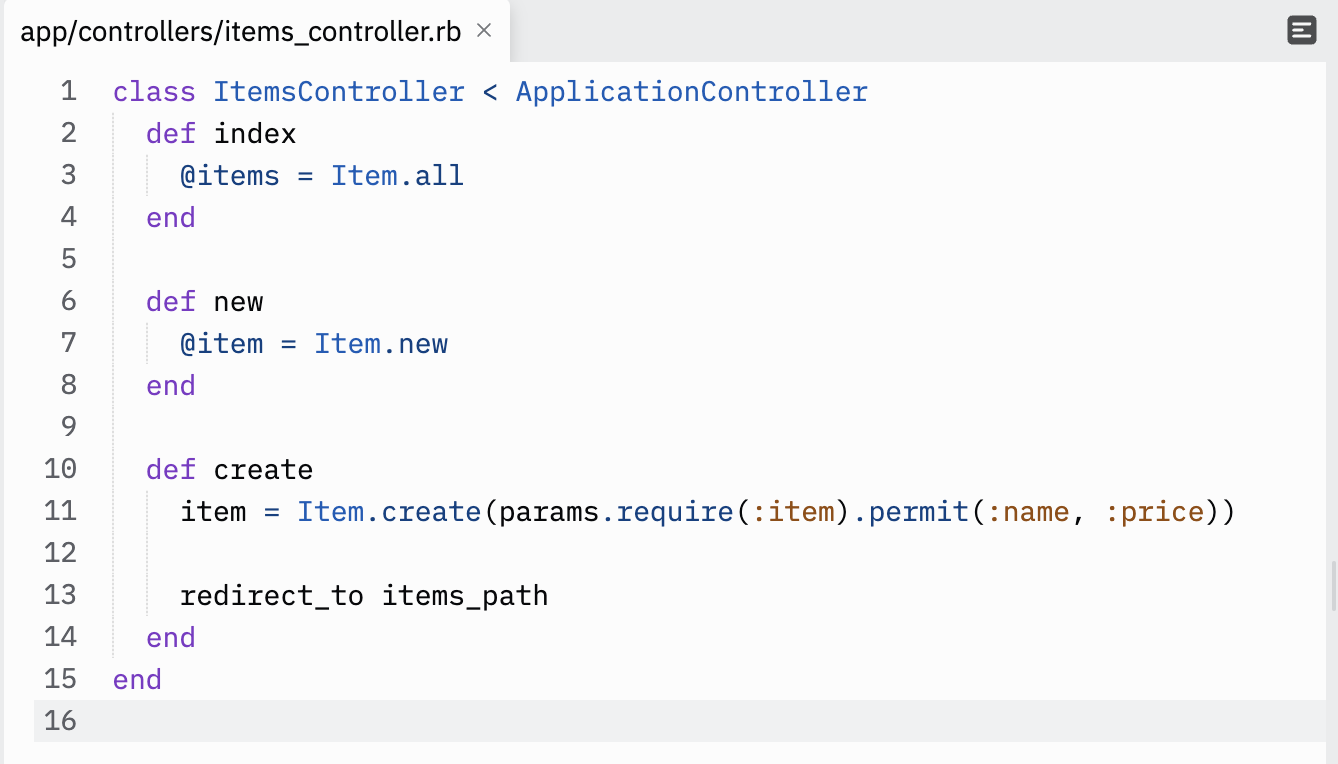 app/controllers/items_controller.rb ×
1 class ItemsController < ApplicationController
2   def index
3     @items = Item.all
4   end
5
6   def new
7     @item = Item.new
8   end
9
10   def create
11     item = Item.create(params.require(:item).permit(:name, :price))
12
13     redirect_to items_path
14   end
15 end
16